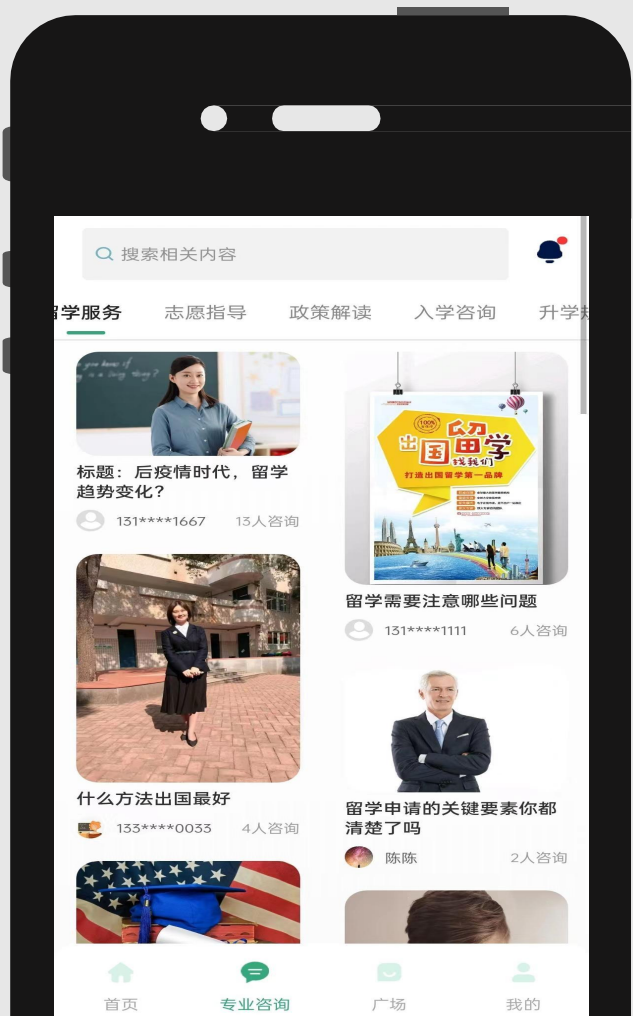 搜索相关内容
学服务 志愿指导 政策解读 入学咨询 升学
标题：后疫情时代，留学
趋势变化？
131****1667 13人咨询
100%
出国留学
找我们
打造出国留学第一品牌
留学需要注意哪些问题
131****1111 6人咨询
什么方法出国最好
133****0033 4人咨询
留学申请的关键要素你都
清楚了吗
陈陈 2人咨询
首页 专业咨询 广场 我的